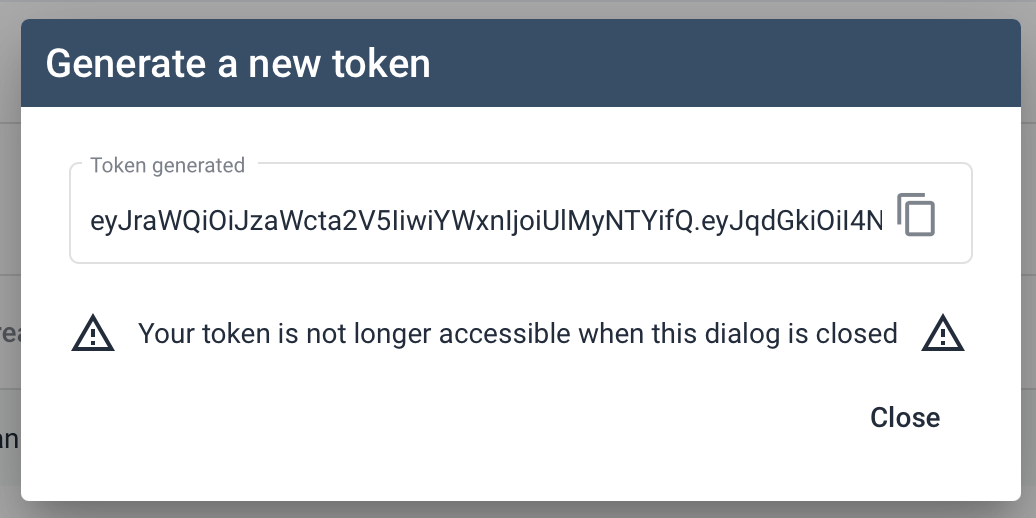 Generate a new token
Token generated
eyJraWQiOiJzaWcta2V5IiwiYWxnIjoiUlMyNTYifQ.eyJqdGkiOiI4N
Your token is not longer accessible when this dialog is closed
Close